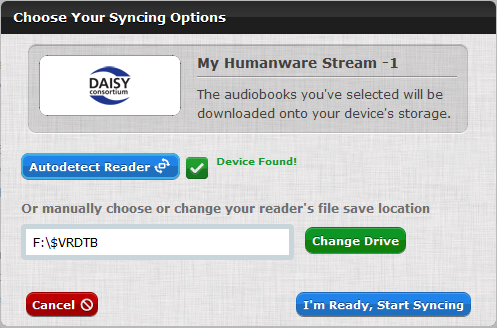 Choose Your Syncing Options
DAISY
consortium
My Humanware Stream -1
The audiobooks you've selected will be
downloaded onto your device's storage.
Autodetect Reader
Device Found!
Or manually choose or change your reader's file save location
F:\$VRDTB
Change Drive
Cancel
I'm Ready, Start Syncing